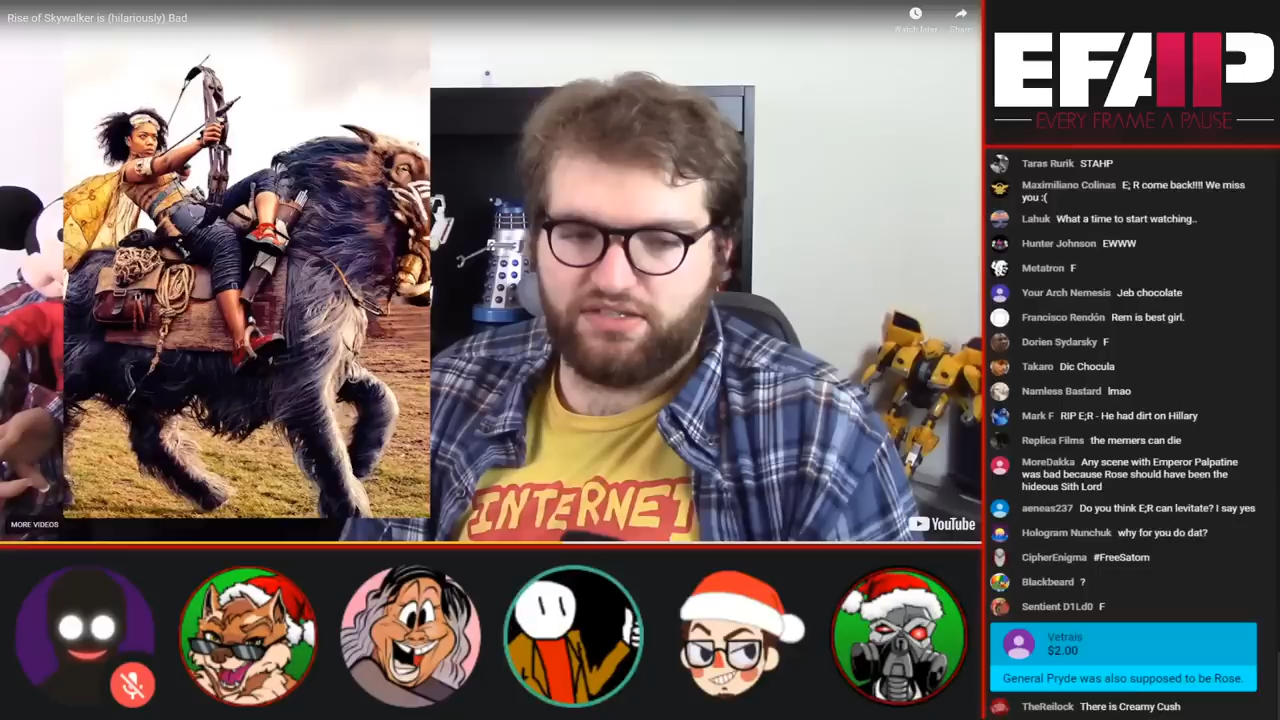 Rise of Skywalker is (hilariously) Bad
Watch later
Share
INTERNET
MORE VIDEOS
YouTube
EFAP
EVERY FRAME A PAUSE
Taras Rurik STAHP
Maximiliano Colinas E; R come back!!!! We miss
you :(
Lahuk What a time to start watching..
Hunter Johnson EWWW
Metatron F
Your Arch Nemesis Jeb chocolate
Francisco Rendón Rem is best girl.
Dorien Sydarsky F
Takaro Dic Chocula
Namless Bastard lmao
Mark F RIP E;R - He had dirt on Hillary
Replica Films the memers can die
MoreDakka Any scene with Emperor Palpatine
was bad because Rose should have been the
hideous Sith Lord
aeneas237 Do you think E;R can levitate? I say yes
Hologram Nunchuk why for you do dat?
CipherEnigma #FreeSatom
Blackbeard ?
Sentient D1Ld0 F
Vetrais
$2.00
General Pryde was also supposed to be Rose.
TheReilock There is Creamy Cush